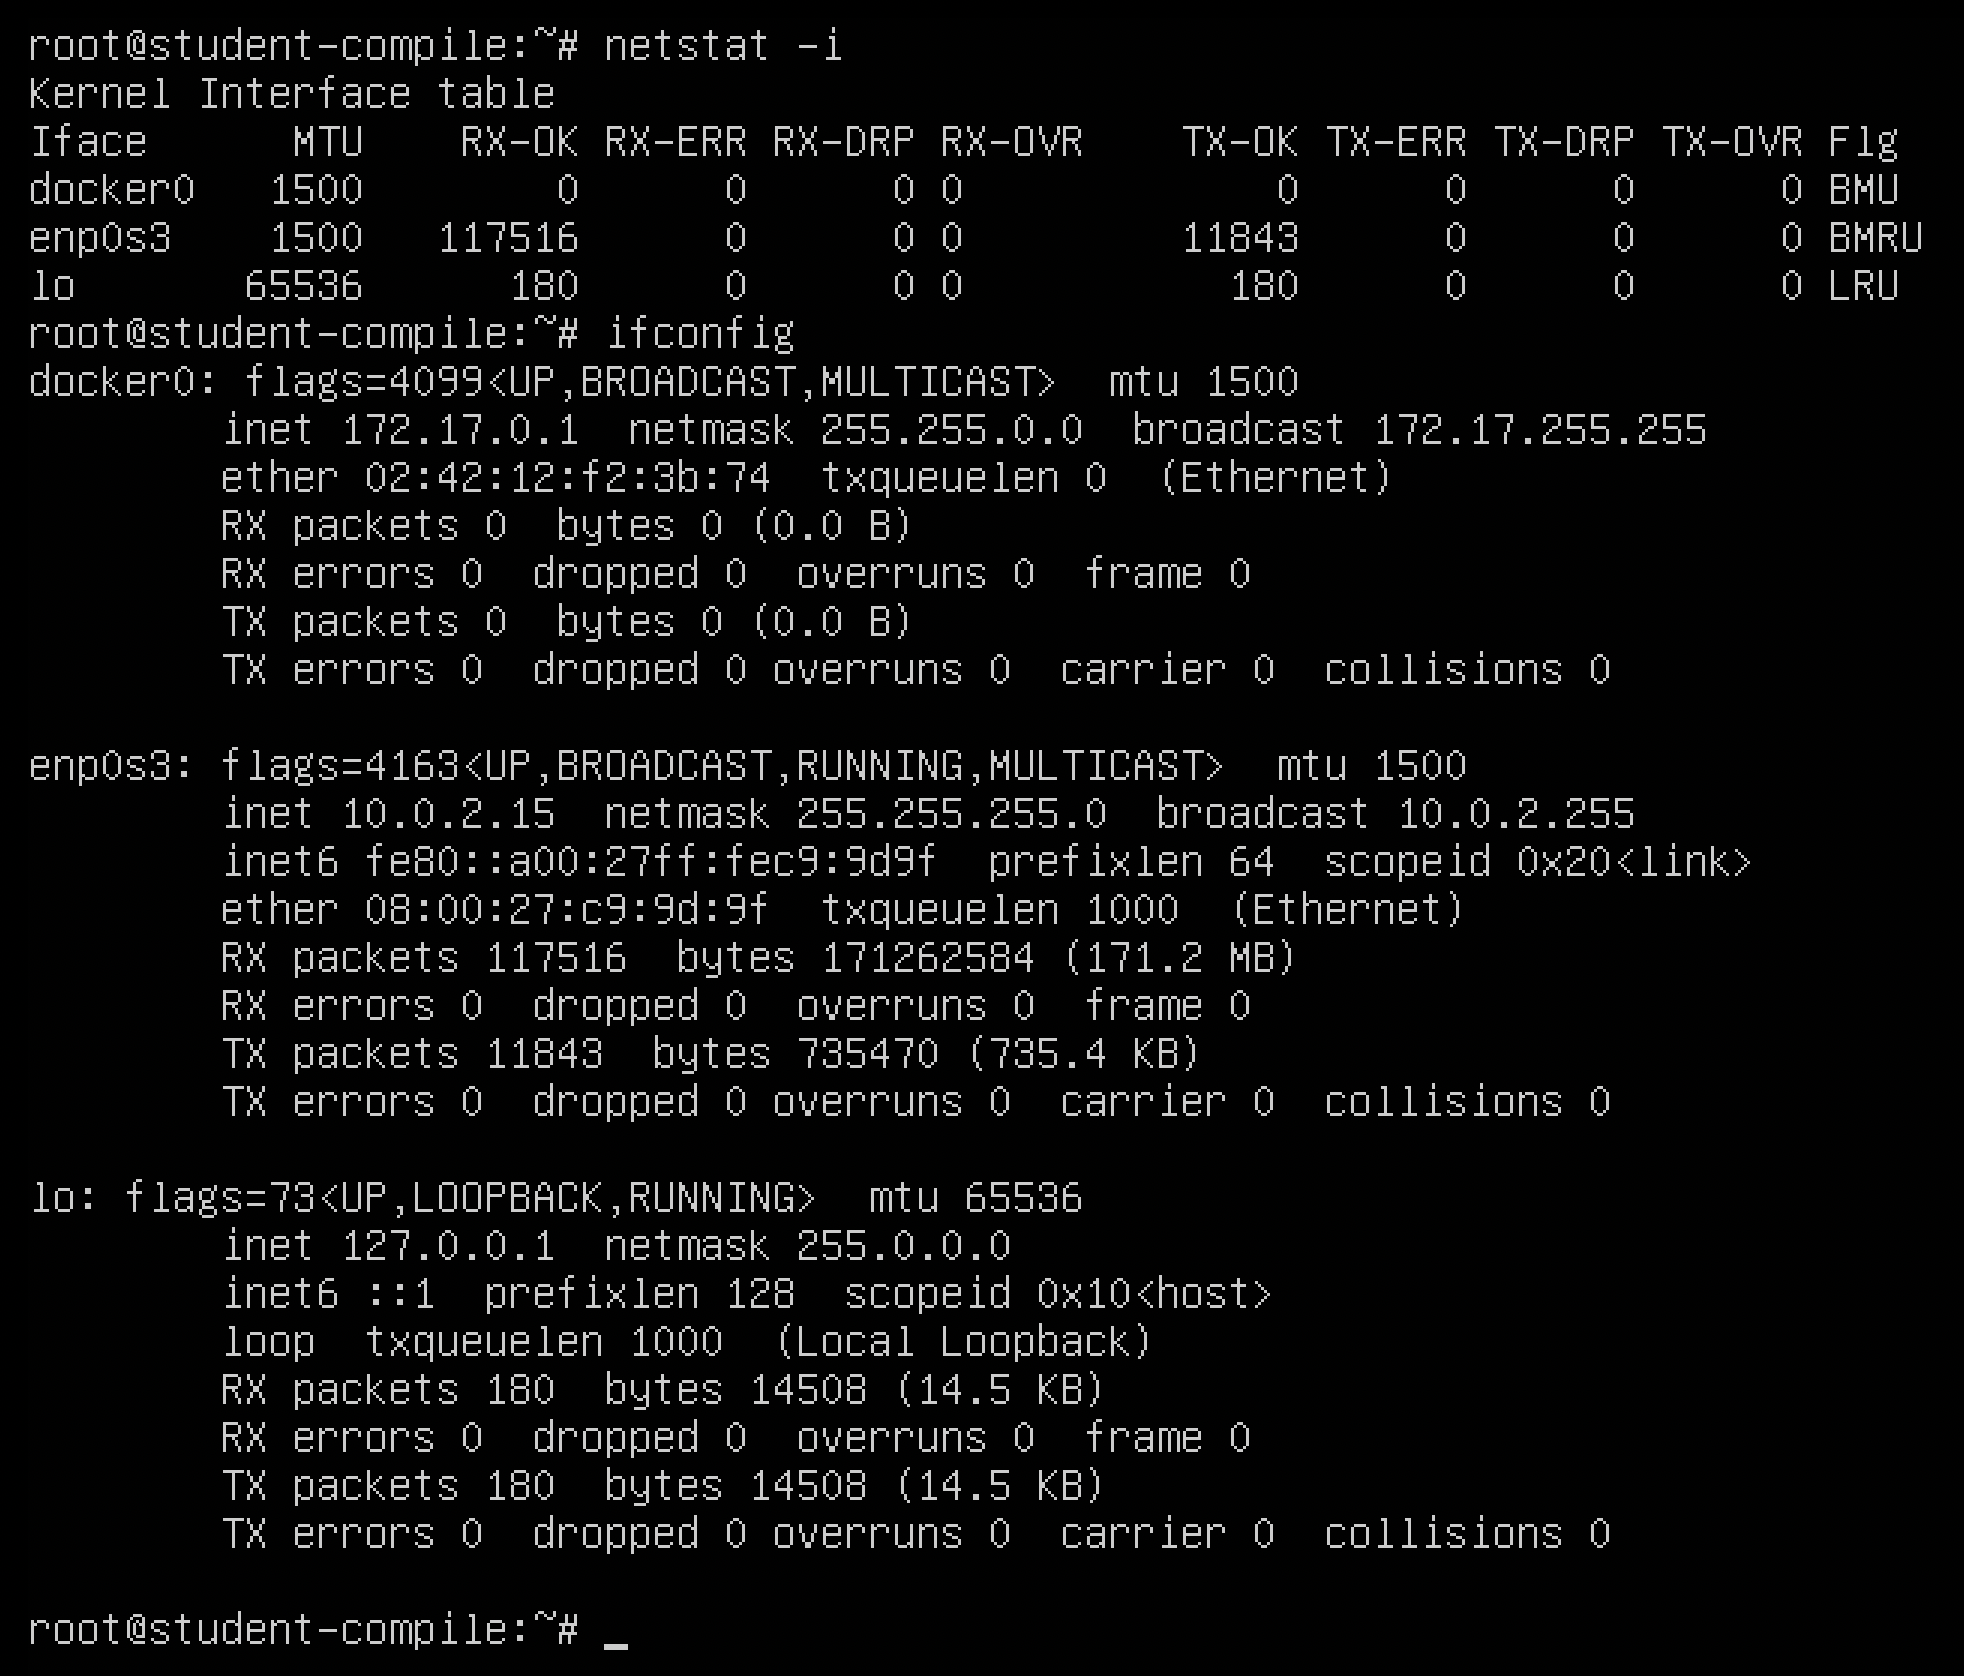 root@student-compile:~# netstat -i
Kernel Interface table
Iface      MTU    RX-OK RX-ERR RX-DRP RX-OVR    TX-OK TX-ERR TX-DRP TX-OVR Flg
docker0   1500        0      0      0 0             0      0      0      0 BMU
enp0s3    1500   117516      0      0 0         11843      0      0      0 BMRU
lo       65536      180      0      0 0           180      0      0      0 LRU
root@student-compile:~# ifconfig
docker0: flags=4099<UP,BROADCAST,MULTICAST>  mtu 1500
        inet 172.17.0.1  netmask 255.255.0.0  broadcast 172.17.255.255
        ether 02:42:12:f2:3b:74  txqueuelen 0  (Ethernet)
        RX packets 0  bytes 0 (0.0 B)
        RX errors 0  dropped 0  overruns 0  frame 0
        TX packets 0  bytes 0 (0.0 B)
        TX errors 0  dropped 0 overruns 0  carrier 0  collisions 0

enp0s3: flags=4163<UP,BROADCAST,RUNNING,MULTICAST>  mtu 1500
        inet 10.0.2.15  netmask 255.255.255.0  broadcast 10.0.2.255
        inet6 fe80::a00:27ff:fec9:9d9f  prefixlen 64  scopeid 0x20<link>
        ether 08:00:27:c9:9d:9f  txqueuelen 1000  (Ethernet)
        RX packets 117516  bytes 171262584 (171.2 MB)
        RX errors 0  dropped 0  overruns 0  frame 0
        TX packets 11843  bytes 735470 (735.4 KB)
        TX errors 0  dropped 0 overruns 0  carrier 0  collisions 0

lo: flags=73<UP,LOOPBACK,RUNNING>  mtu 65536
        inet 127.0.0.1  netmask 255.0.0.0
        inet6 ::1  prefixlen 128  scopeid 0x10<host>
        loop  txqueuelen 1000  (Local Loopback)
        RX packets 180  bytes 14508 (14.5 KB)
        RX errors 0  dropped 0  overruns 0  frame 0
        TX packets 180  bytes 14508 (14.5 KB)
        TX errors 0  dropped 0 overruns 0  carrier 0  collisions 0

root@student-compile:~# _